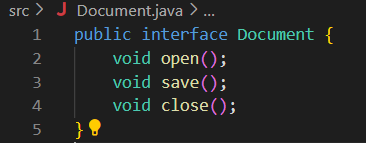 src > Document.java > ...
1 public interface Document {
2     void open();
3     void save();
4     void close();
5 }